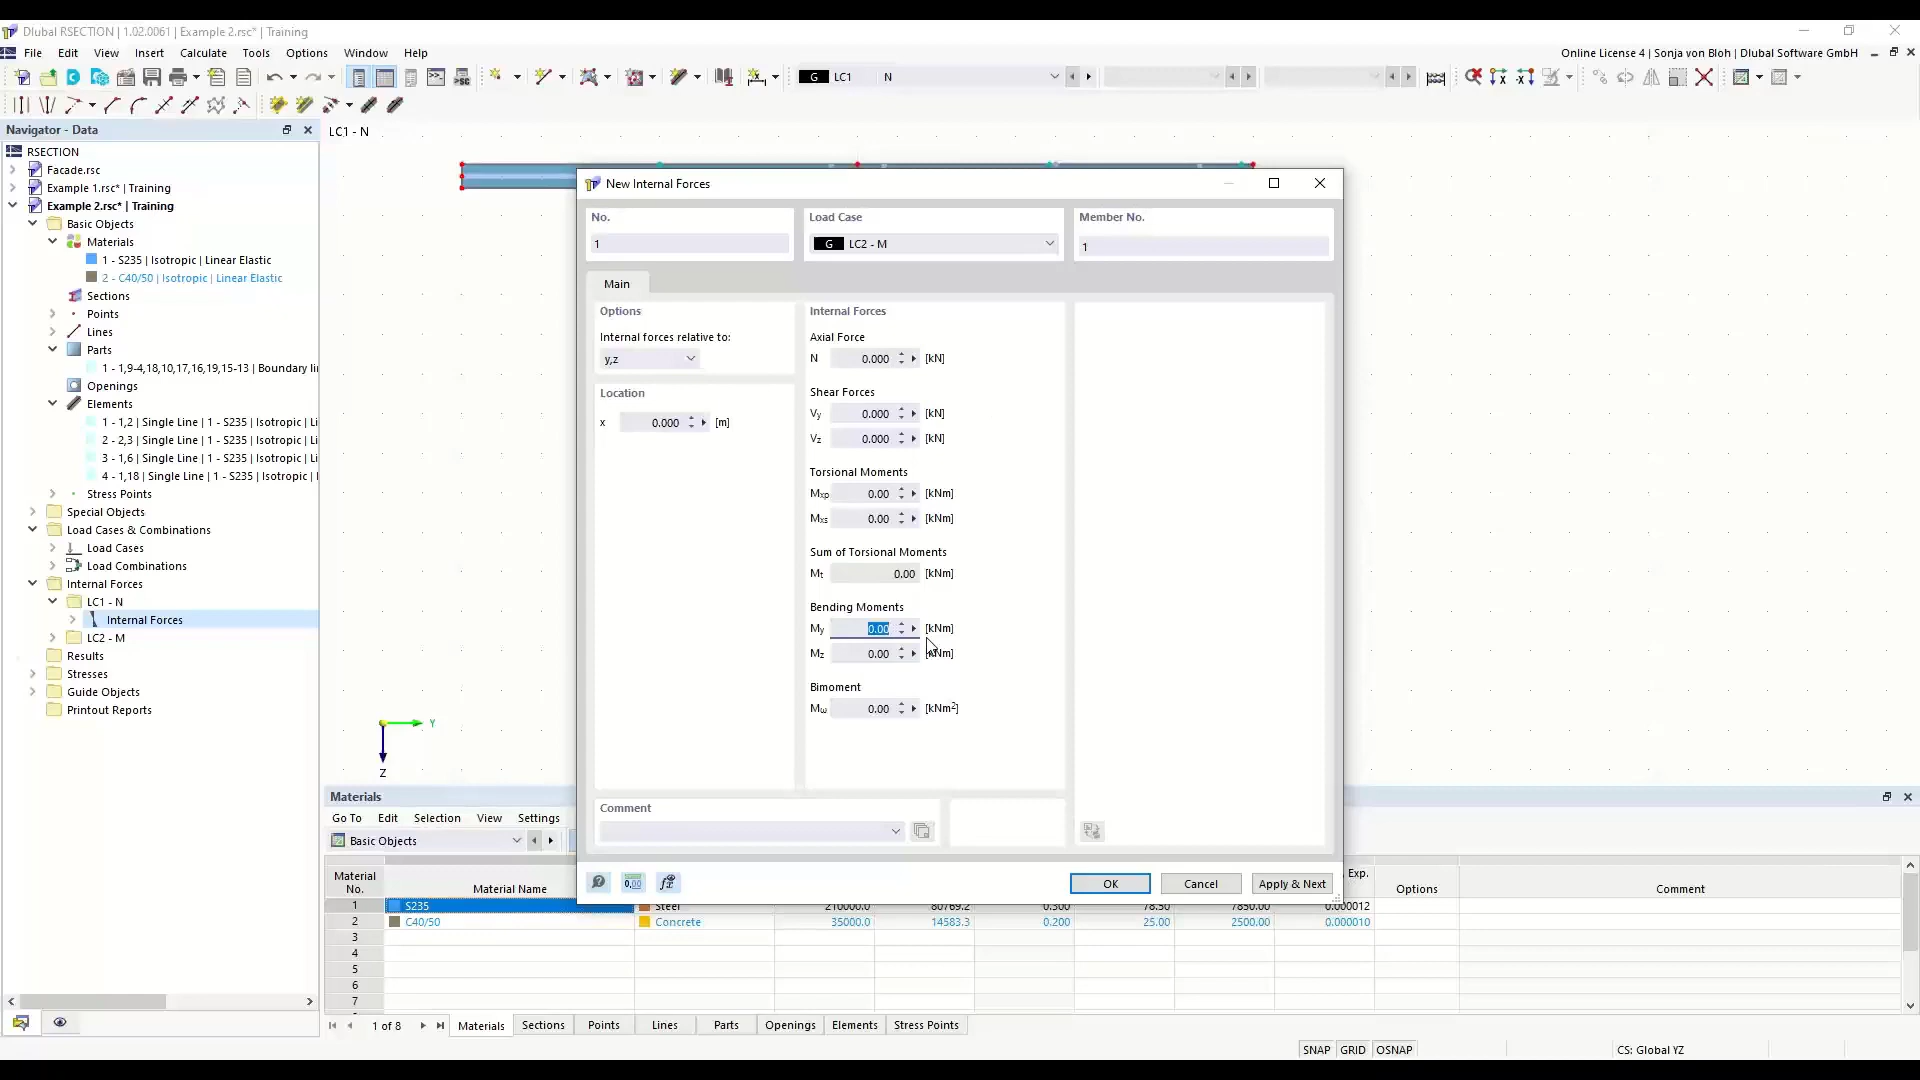 Dlubal RSECTION | 1.02.0061 | Example 2.rsc* | Training
File Edit View Insert Calculate Tools Options Window Help
Online License 4 | Sonja von Bloh | Dlubal Software GmbH
G LC1 N
Navigator - Data
RSECTION
Facade.rsc
Example 1.rsc* | Training
Example 2.rsc* | Training
Basic Objects
Materials
1 - S235 | Isotropic | Linear Elastic
2 - C40/50 | Isotropic | Linear Elastic
Sections
Points
Lines
Parts
1 - 1,9-4,18,10,17,16,19,15-13 | Boundary li
Openings
Elements
1 - 1,2 | Single Line | 1 - S235 | Isotropic | Li
2 - 2,3 | Single Line | 1 - S235 | Isotropic | Li
3 - 1,6 | Single Line | 1 - S235 | Isotropic | Li
4 - 1,18 | Single Line | 1 - S235 | Isotropic |
Stress Points
Special Objects
Load Cases & Combinations
Load Cases
Load Combinations
Internal Forces
LC1 - N
Internal Forces
LC2 - M
Results
Stresses
Guide Objects
Printout Reports
LC1 - N
Y
Z
New Internal Forces
No.
1
Load Case
G LC2 - M
Member No.
1
Main
Options
Internal forces relative to:
y,z
Location
x 0.000 [m]
Internal Forces
Axial Force
N 0.000 [kN]
Shear Forces
Vy 0.000 [kN]
Vz 0.000 [kN]
Torsional Moments
Mxp 0.00 [kNm]
Mxs 0.00 [kNm]
Sum of Torsional Moments
Mt 0.00 [kNm]
Bending Moments
My 0.00 [kNm]
Mz 0.00 [kNm]
Bimoment
Mω 0.00 [kNm2]
Comment
0,00
OK Cancel Apply & Next
Materials
Go To Edit Selection View Settings
Basic Objects
Material No. Material Name Exp. Options Comment
1 S235 Steel 210000.0 80769.2 0.300 78.50 7850.00 0.000012
2 C40/50 Concrete 35000.0 14583.3 0.200 25.00 2500.00 0.000010
3
4
5
6
7
1 of 8 Materials Sections Points Lines Parts Openings Elements Stress Points
SNAP GRID OSNAP CS: Global YZ